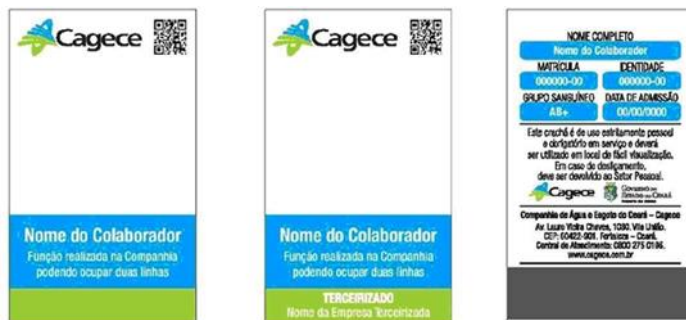 Cagece
Nome do Colaborador
Função realizada na Companhia
podendo ocupar duas linhas
Cagece
Nome do Colaborador
Função realizada na Companhia
podendo ocupar duas linhas
TERCEIRIZADO
Nome da Empresa Terceirizada
NOME COMPLETO
Nome do Colaborador
MATRÍCULA IDENTIDADE
000000-00 000000-00
GRUPO SANGUÍNEO DATA DE ADMISSÃO
AB+ 00/00/0000
Este crachá é de uso estritamente pessoal
e obrigatório em serviço e deverá
ser utilizado em local de fácil visualização.
Em caso de desligamento,
deve ser devolvido ao Setor Pessoal.
Cagece GOVERNO DO
ESTADO DO CEARÁ
Companhia de Água e Esgoto do Ceará – Cagece
Av. Lauro Vieira Chaves, 1030. Vila União.
CEP: 60422-901. Fortaleza – Ceará.
Central de Atendimento: 0800 275 0195.
www.cagece.com.br